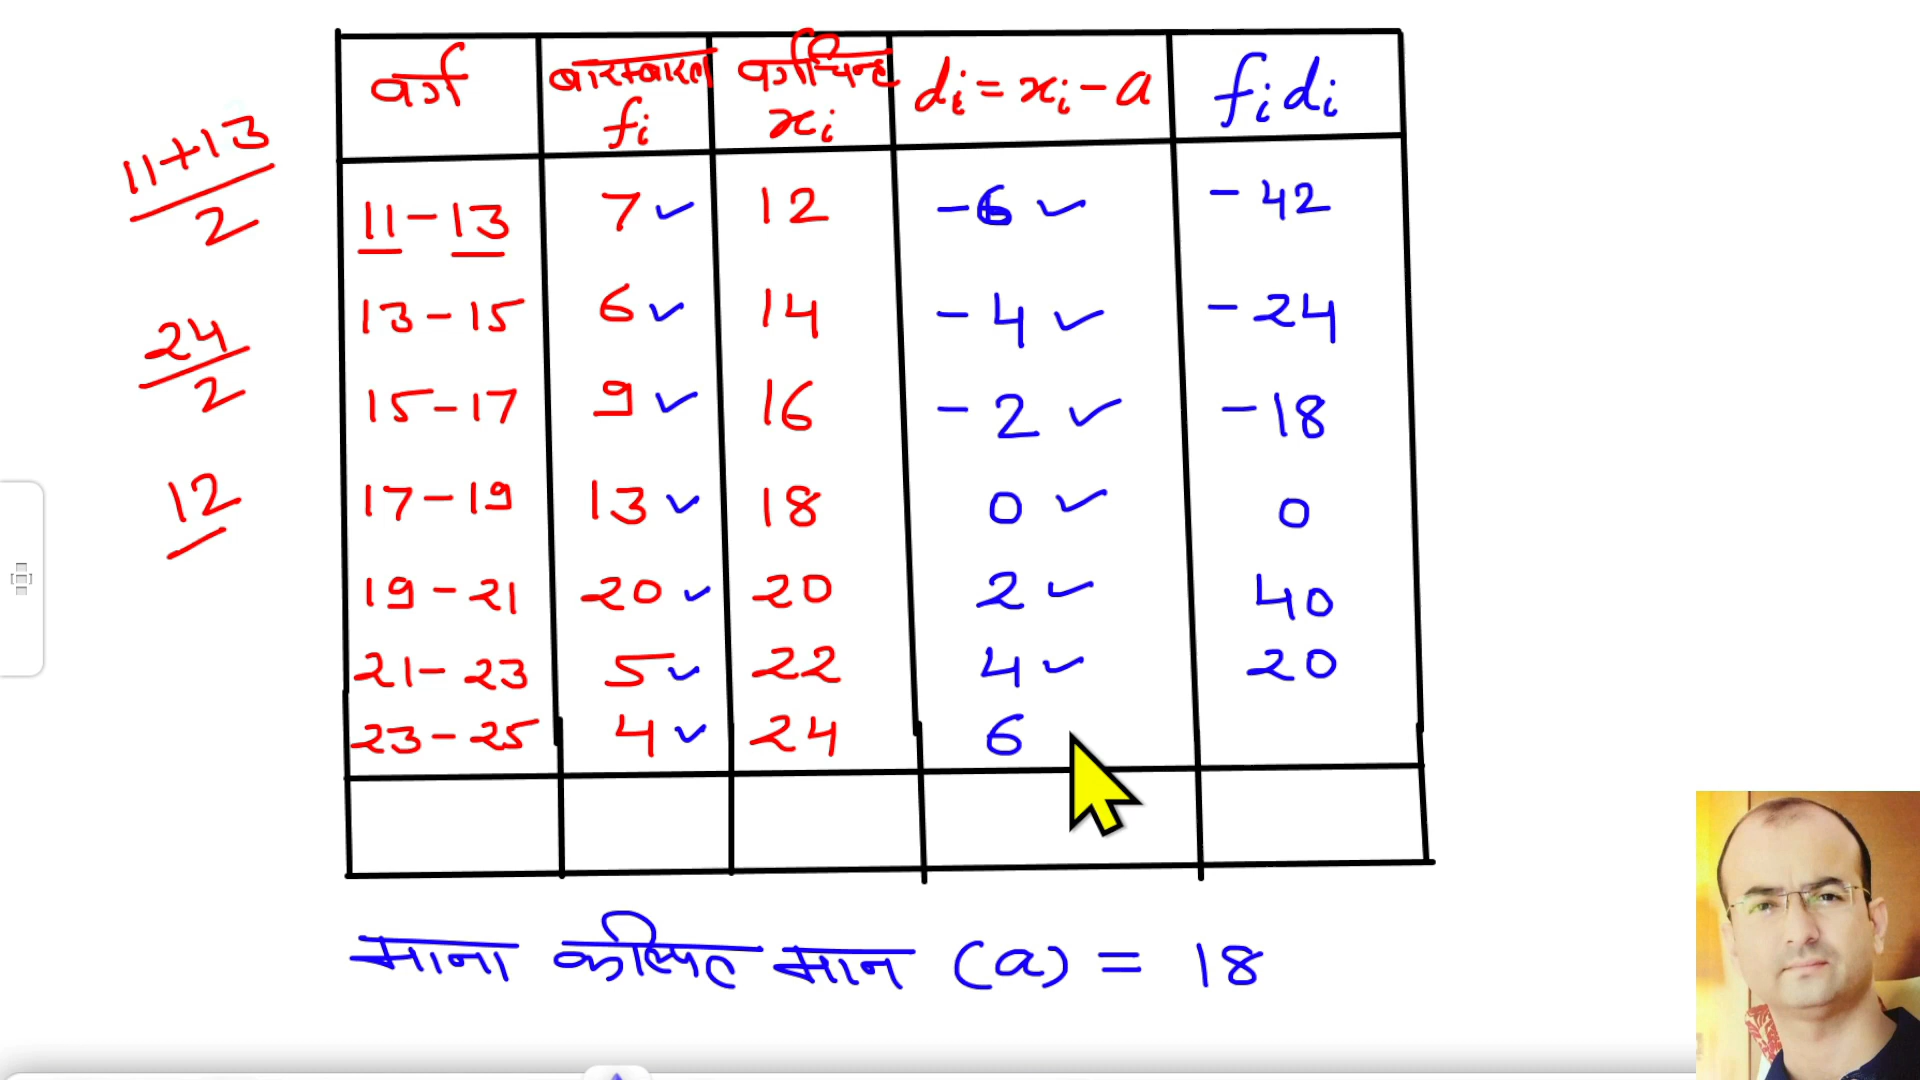 वर्ग बारम्बारता fi वर्गचिन्ह xi di = xi - a fidi
11-13 7 ✓ 12 -6 ✓ -42
13-15 6 ✓ 14 -4 ✓ -24
15-17 9 ✓ 16 -2 ✓ -18
17-19 13 ✓ 18 0 ✓ 0
19-21 20 ✓ 20 2 ✓ 40
21-23 5 ✓ 22 4 ✓ 20
23-25 4 ✓ 24 6
11+13
2
24
2
12
माना कल्पित मान (a) = 18